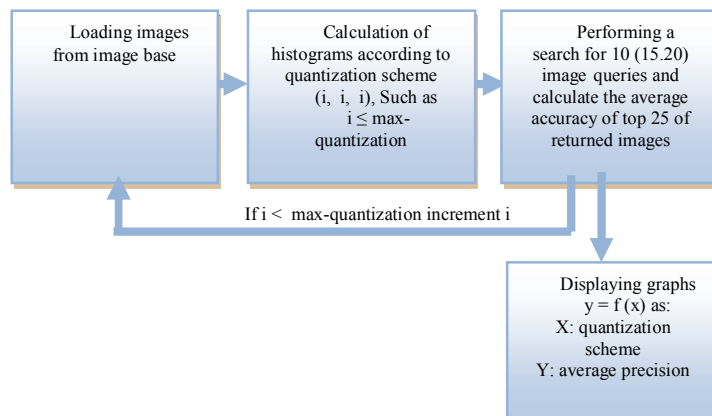 Loading images
from image base
Calculation of
histograms according to
quantization scheme
(i, i, i), Such as
i ≤ max-
quantization
Performing a
search for 10 (15.20)
image queries and
calculate the average
accuracy of top 25 of
returned images
If i < max-quantization increment i
Displaying graphs
y = f (x) as:
X: quantization
scheme
Y: average precision